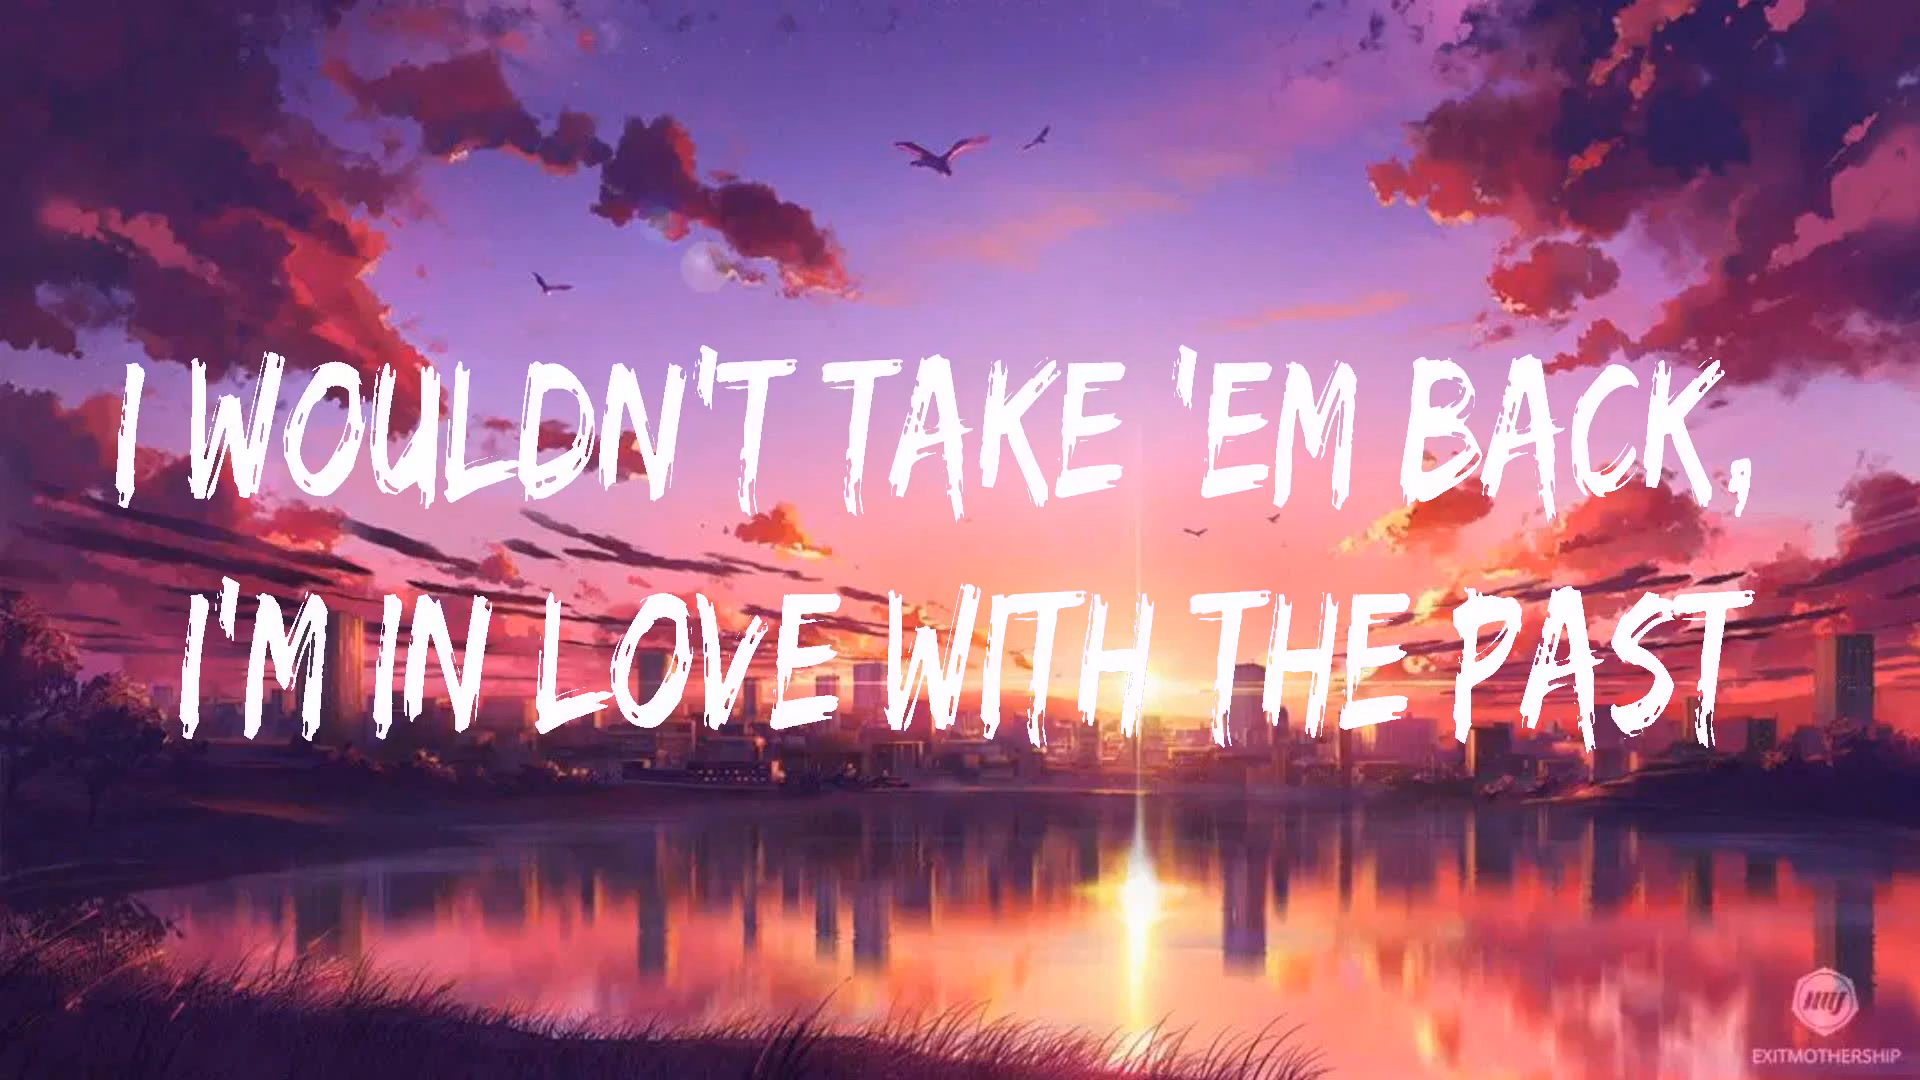 I WOULDN'T TAKE 'EM BACK,
I'M IN LOVE WITH THE PAST
EXITMOTHERSHIP